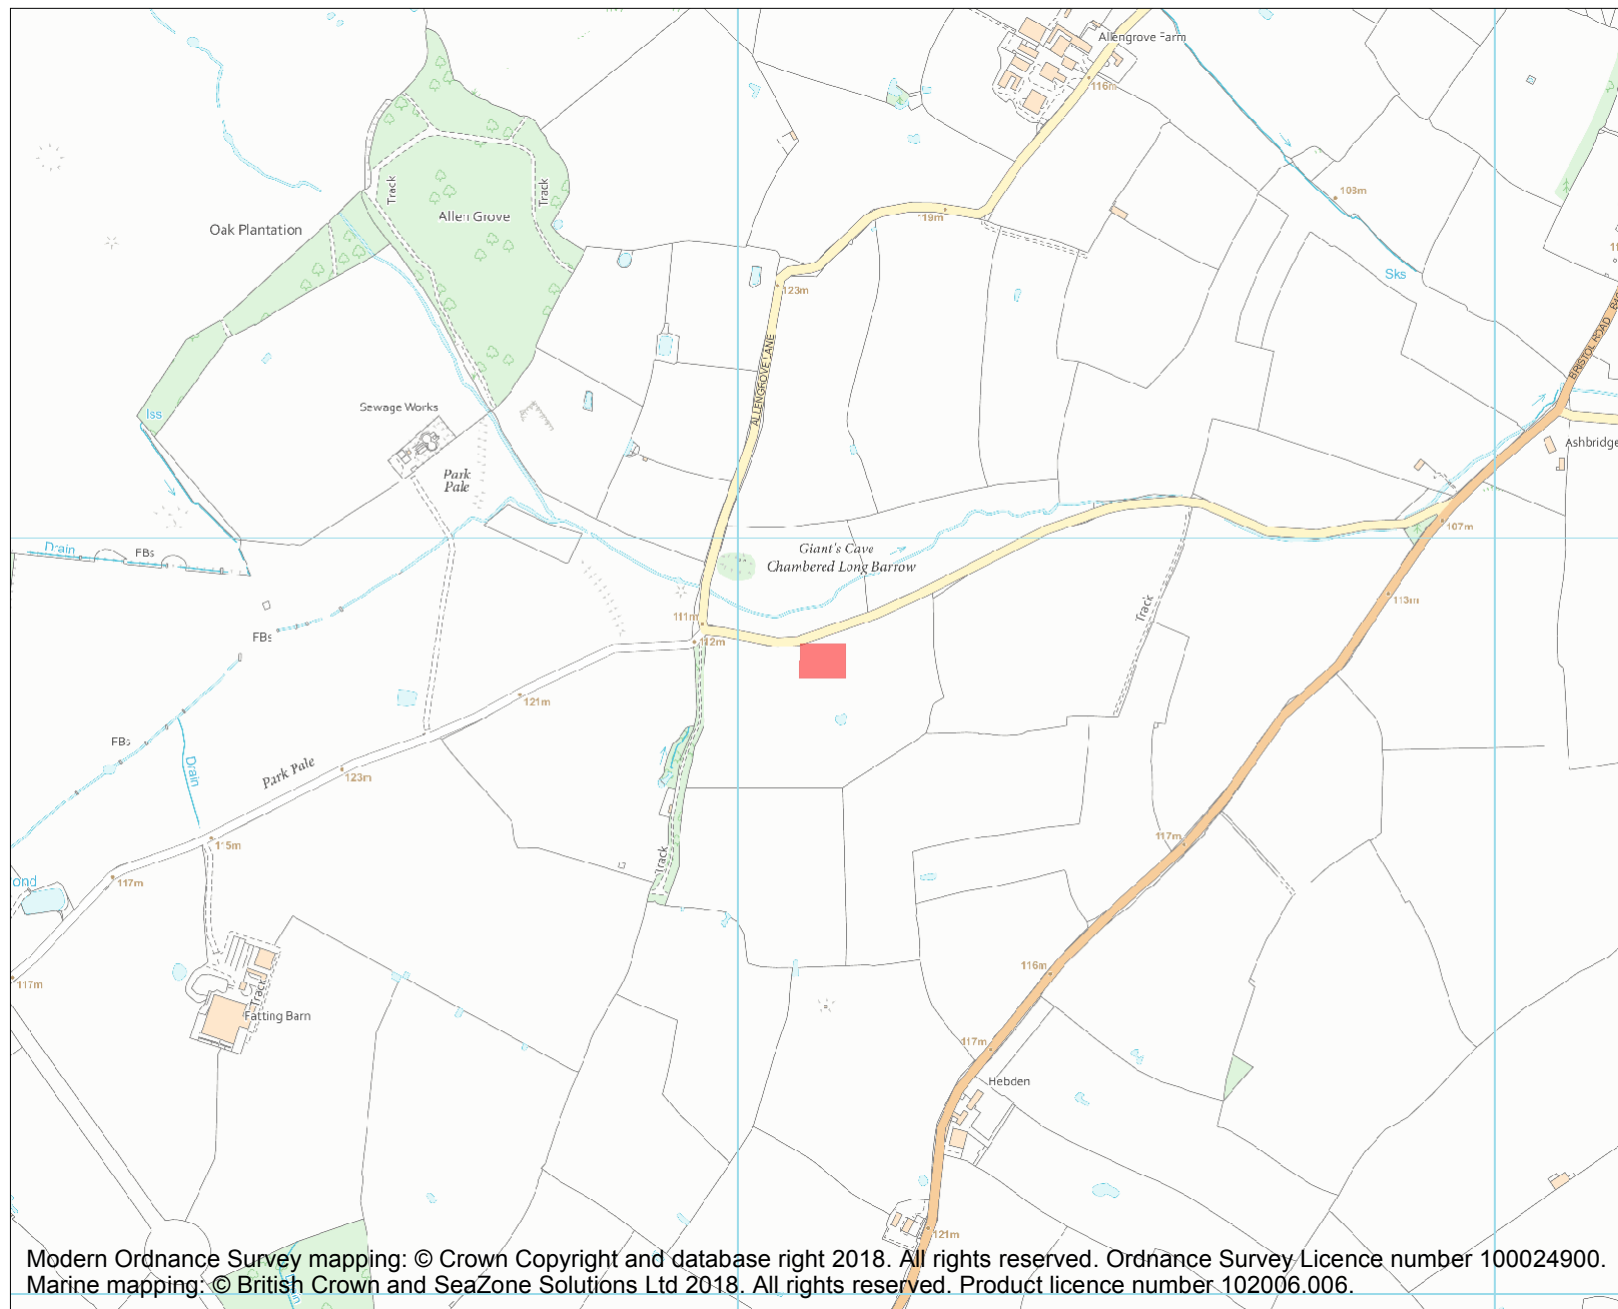 Allengrove Farm
116m
Track
Track
103m
Allen Grove
119m
Oak Plantation
Sks
123m
BRISTOL ROAD
ALLENGROVE LANE
Sewage Works
Iss
Ashbridge
Park
Pale
107m
Drain
FBs
Giant's Cave
Chambered Long Barrow
113m
Track
111m
FBs
112m
121m
FBs
Drain
Park Pale
123m
115m
117m
Track
117m
ond
116m
117m
Track
Fatting Barn
117m
Hebden
121m
Modern Ordnance Survey mapping: © Crown Copyright and database right 2018. All rights reserved. Ordnance Survey Licence number 100024900.
Marine mapping: © British Crown and SeaZone Solutions Ltd 2018. All rights reserved. Product licence number 102006.006.